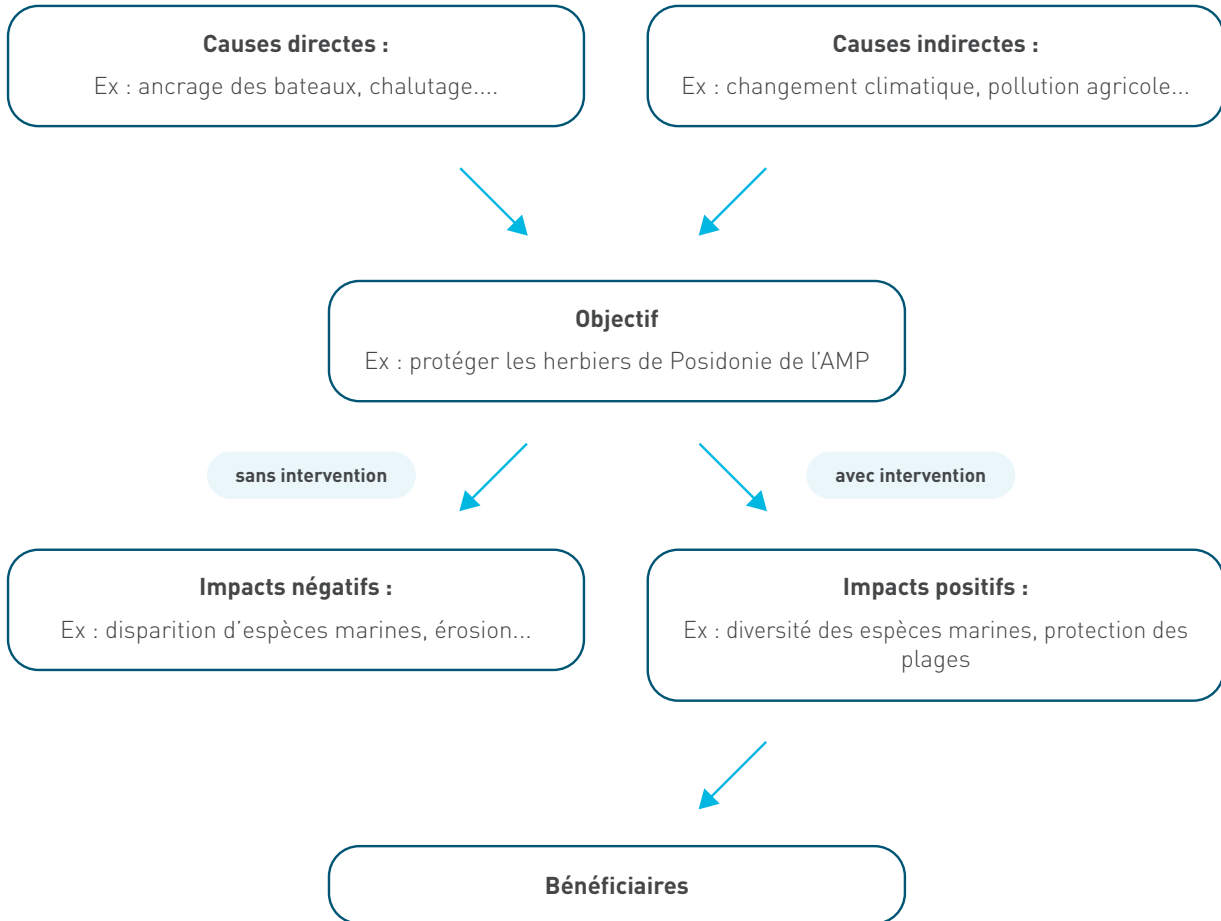 Causes directes :
Ex : ancrage des bateaux, chalutage....
Causes indirectes :
Ex : changement climatique, pollution agricole...
Objectif
Ex : protéger les herbiers de Posidonie de l’AMP
sans intervention
avec intervention
Impacts négatifs :
Ex : disparition d’espèces marines, érosion...
Impacts positifs :
Ex : diversité des espèces marines, protection des
plages
Bénéficiaires